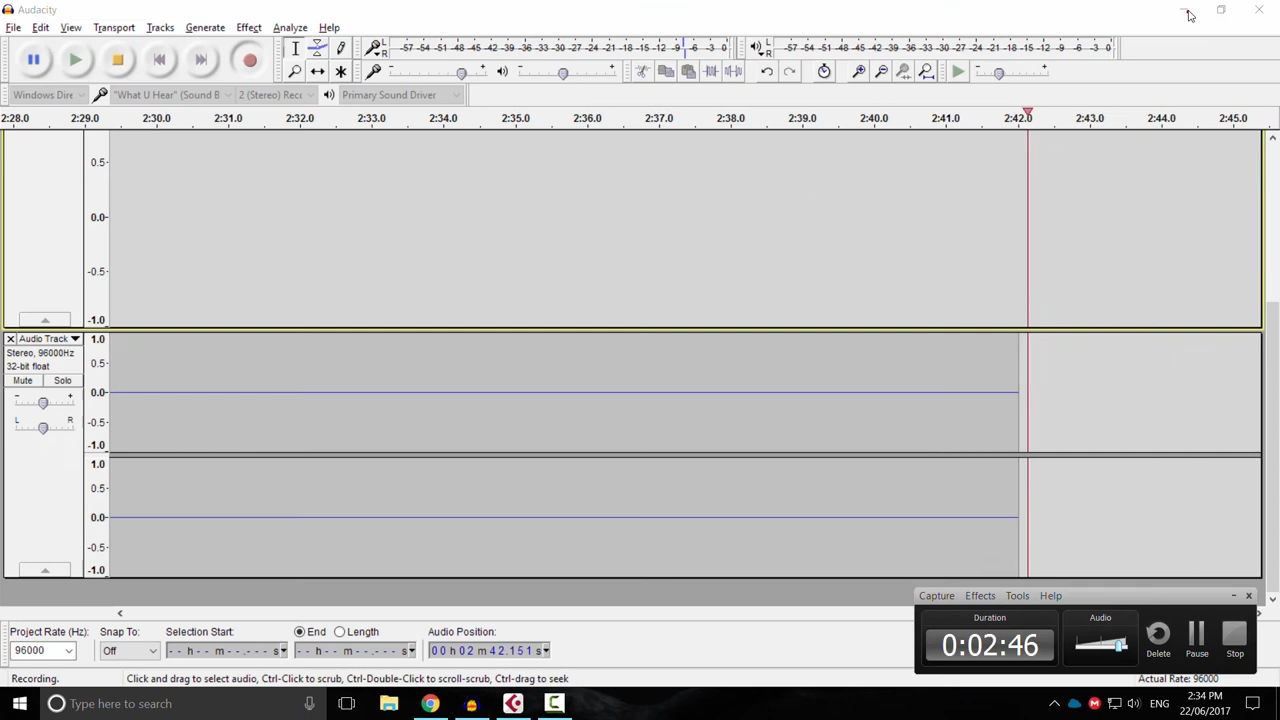 Audacity
File Edit View Transport Tracks Generate Effect Analyze Help
L R -57 -54 -51 -48 -45 -42 -39 -36 -33 -30 -27 -24 -21 -18 -15 -12 -9 -6 -3 0 L R -57 -54 -51 -48 -45 -42 -39 -36 -33 -30 -27 -24 -21 -18 -15 -12 -9 -6 -3 0
- + - + - +
Windows Dire "What U Hear" (Sound B 2 (Stereo) Reco Primary Sound Driver
2:28.0 2:29.0 2:30.0 2:31.0 2:32.0 2:33.0 2:34.0 2:35.0 2:36.0 2:37.0 2:38.0 2:39.0 2:40.0 2:41.0 2:42.0 2:43.0 2:44.0 2:45.0
0.5
0.0
-0.5
-1.0
Audio Track 1.0
Stereo, 96000Hz
32-bit float 0.5
Mute Solo
0.0
- +
L R -0.5
-1.0
1.0
0.5
0.0
-0.5
-1.0
Capture Effects Tools Help
Duration Audio
0:02:46
Delete Pause Stop
Project Rate (Hz): Snap To: Selection Start: End Length Audio Position:
96000 Off -- h -- m --.--- s -- h -- m --.--- s 00 h 02 m 42.151 s
Recording. Click and drag to select audio, Ctrl-Click to scrub, Ctrl-Double-Click to scroll-scrub, Ctrl-drag to seek Actual Rate: 96000
Type here to search ENG 2:34 PM
22/06/2017